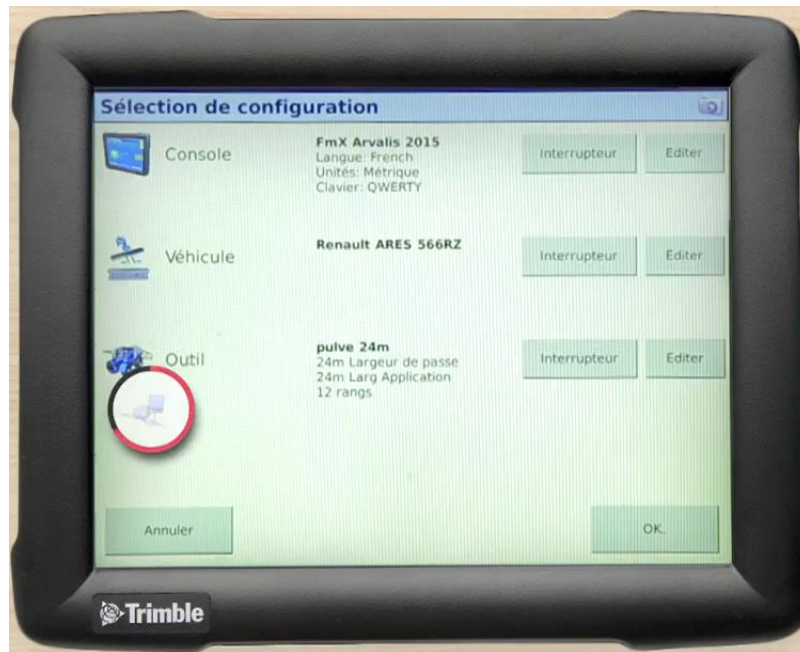 Sélection de configuration
Console
FmX Arvalis 2015
Langue: French
Unités: Métrique
Clavier: QWERTY
Interrupteur
Editer
Véhicule
Renault ARES 566RZ
Interrupteur
Editer
Outil
pulve 24m
24m Largeur de passe
24m Larg Application
12 rangs
Interrupteur
Editer
Annuler
OK.
Trimble